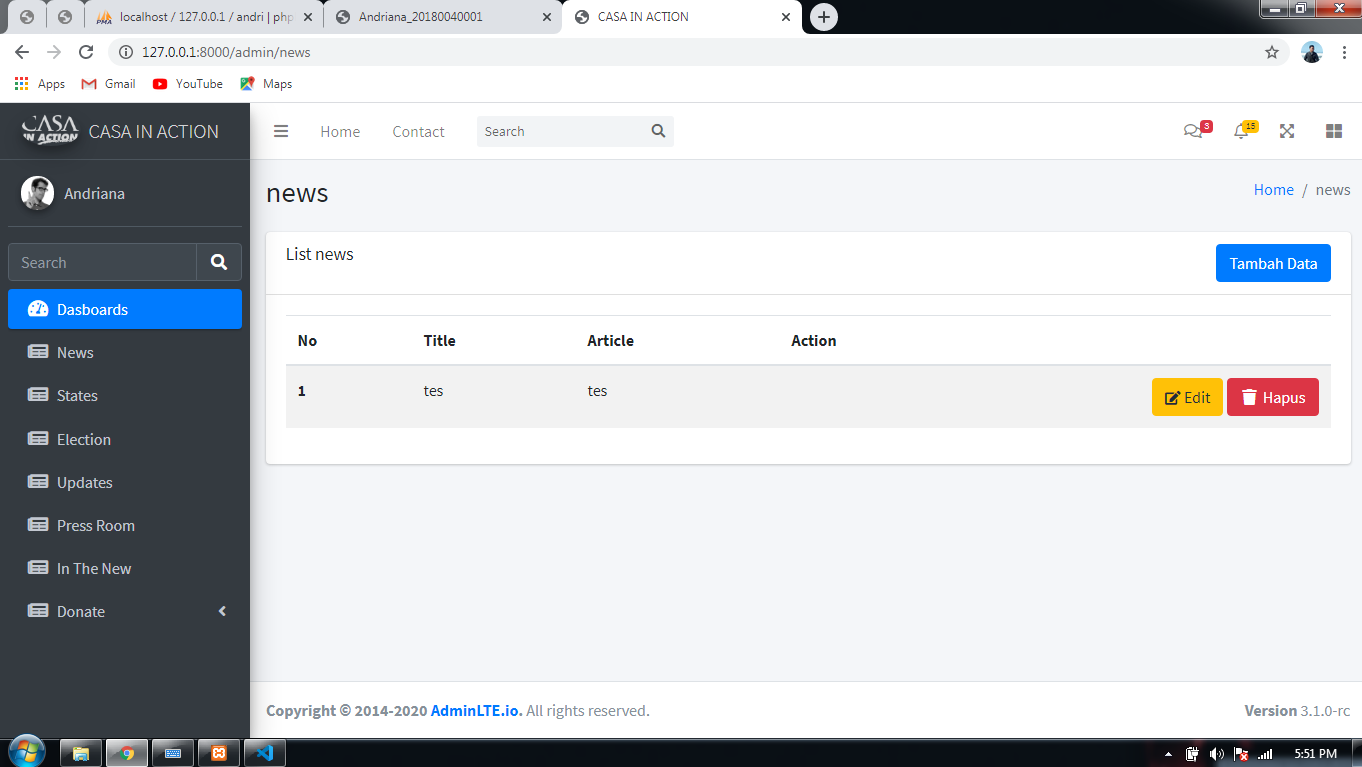 localhost / 127.0.0.1 / andri | php
Andriana_20180040001
CASA IN ACTION
127.0.0.1:8000/admin/news
Apps
Gmail
YouTube
Maps
CASA IN ACTION
CASA IN ACTION
Home
Contact
Search
3
15
Andriana
Search
Dasboards
News
States
Election
Updates
Press Room
In The New
Donate
news
Home / news
List news
Tambah Data
No Title Article Action
1 tes tes Edit Hapus
Copyright © 2014-2020 AdminLTE.io. All rights reserved.
Version 3.1.0-rc
5:51 PM